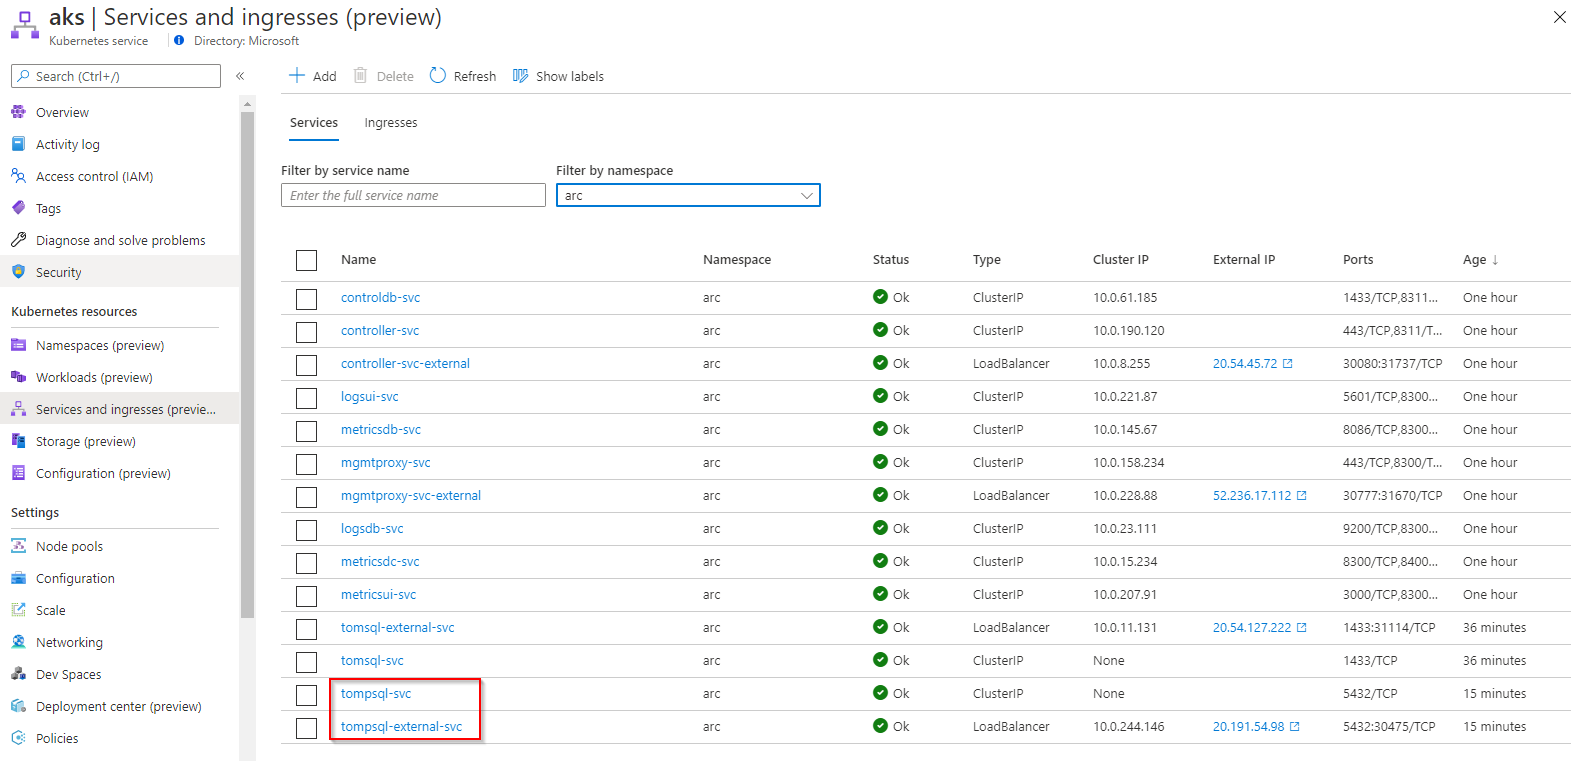 aks | Services and ingresses (preview)
Kubernetes service
Directory: Microsoft
Search (Ctrl+/)
«
Overview
Activity log
Access control (IAM)
Tags
Diagnose and solve problems
Security
Kubernetes resources
Namespaces (preview)
Workloads (preview)
Services and ingresses (previe...
Storage (preview)
Configuration (preview)
Settings
Node pools
Configuration
Scale
Networking
Dev Spaces
Deployment center (preview)
Policies
Add Delete Refresh Show labels
Services Ingresses
Filter by service name Filter by namespace
Enter the full service name arc
Name Namespace Status Type Cluster IP External IP Ports Age ↓
controldb-svc arc Ok ClusterIP 10.0.61.185 1433/TCP,8311... One hour
controller-svc arc Ok ClusterIP 10.0.190.120 443/TCP,8311/T... One hour
controller-svc-external arc Ok LoadBalancer 10.0.8.255 20.54.45.72 30080:31737/TCP One hour
logsui-svc arc Ok ClusterIP 10.0.221.87 5601/TCP,8300... One hour
metricsdb-svc arc Ok ClusterIP 10.0.145.67 8086/TCP,8300... One hour
mgmtproxy-svc arc Ok ClusterIP 10.0.158.234 443/TCP,8300/T... One hour
mgmtproxy-svc-external arc Ok LoadBalancer 10.0.228.88 52.236.17.112 30777:31670/TCP One hour
logsdb-svc arc Ok ClusterIP 10.0.23.111 9200/TCP,8300... One hour
metricsdc-svc arc Ok ClusterIP 10.0.15.234 8300/TCP,8400... One hour
metricsui-svc arc Ok ClusterIP 10.0.207.91 3000/TCP,8300... One hour
tomsql-external-svc arc Ok LoadBalancer 10.0.11.131 20.54.127.222 1433:31114/TCP 36 minutes
tomsql-svc arc Ok ClusterIP None 1433/TCP 36 minutes
tompsql-svc arc Ok ClusterIP None 5432/TCP 15 minutes
tompsql-external-svc arc Ok LoadBalancer 10.0.244.146 20.191.54.98 5432:30475/TCP 15 minutes